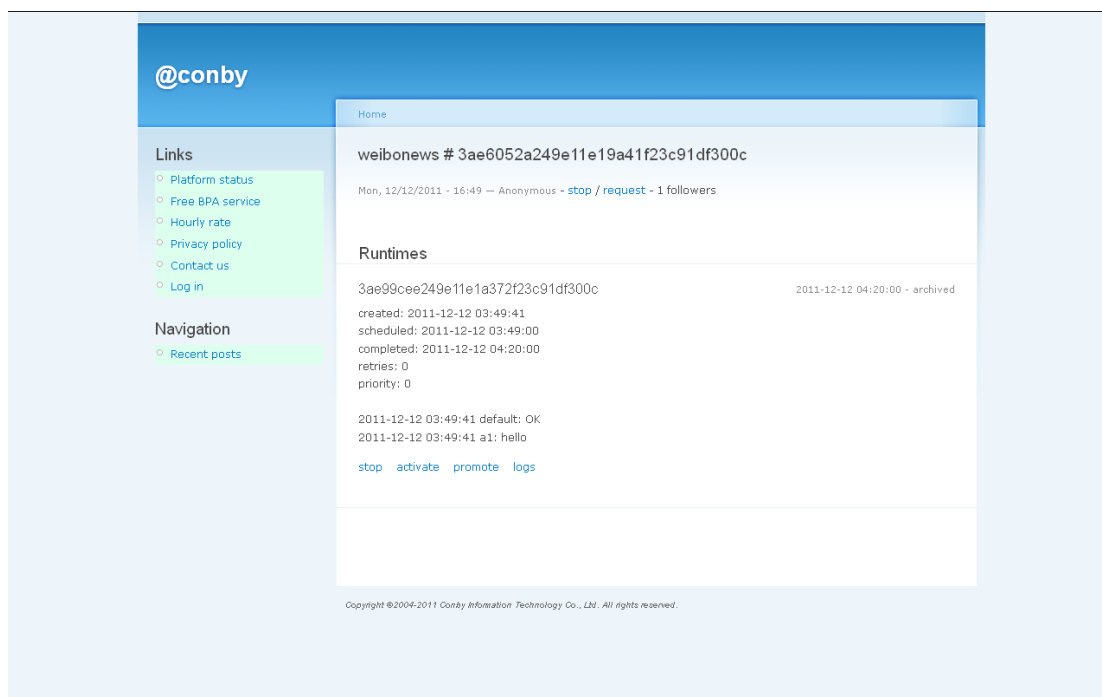 @conby
Home
Links
Platform status
Free BPA service
Hourly rate
Privacy policy
Contact us
Log in
Navigation
Recent posts
weibonews # 3ae6052a249e11e19a41f23c91df300c
Mon, 12/12/2011 - 16:49 — Anonymous - stop / request - 1 followers
Runtimes
3ae99cee249e11e1a372f23c91df300c 2011-12-12 04:20:00 - archived
created: 2011-12-12 03:49:41
scheduled: 2011-12-12 03:49:00
completed: 2011-12-12 04:20:00
retries: 0
priority: 0
2011-12-12 03:49:41 default: OK
2011-12-12 03:49:41 a1: hello
stop activate promote logs
Copyright ©2004-2011 Conby Information Technology Co., Ltd. All rights reserved.